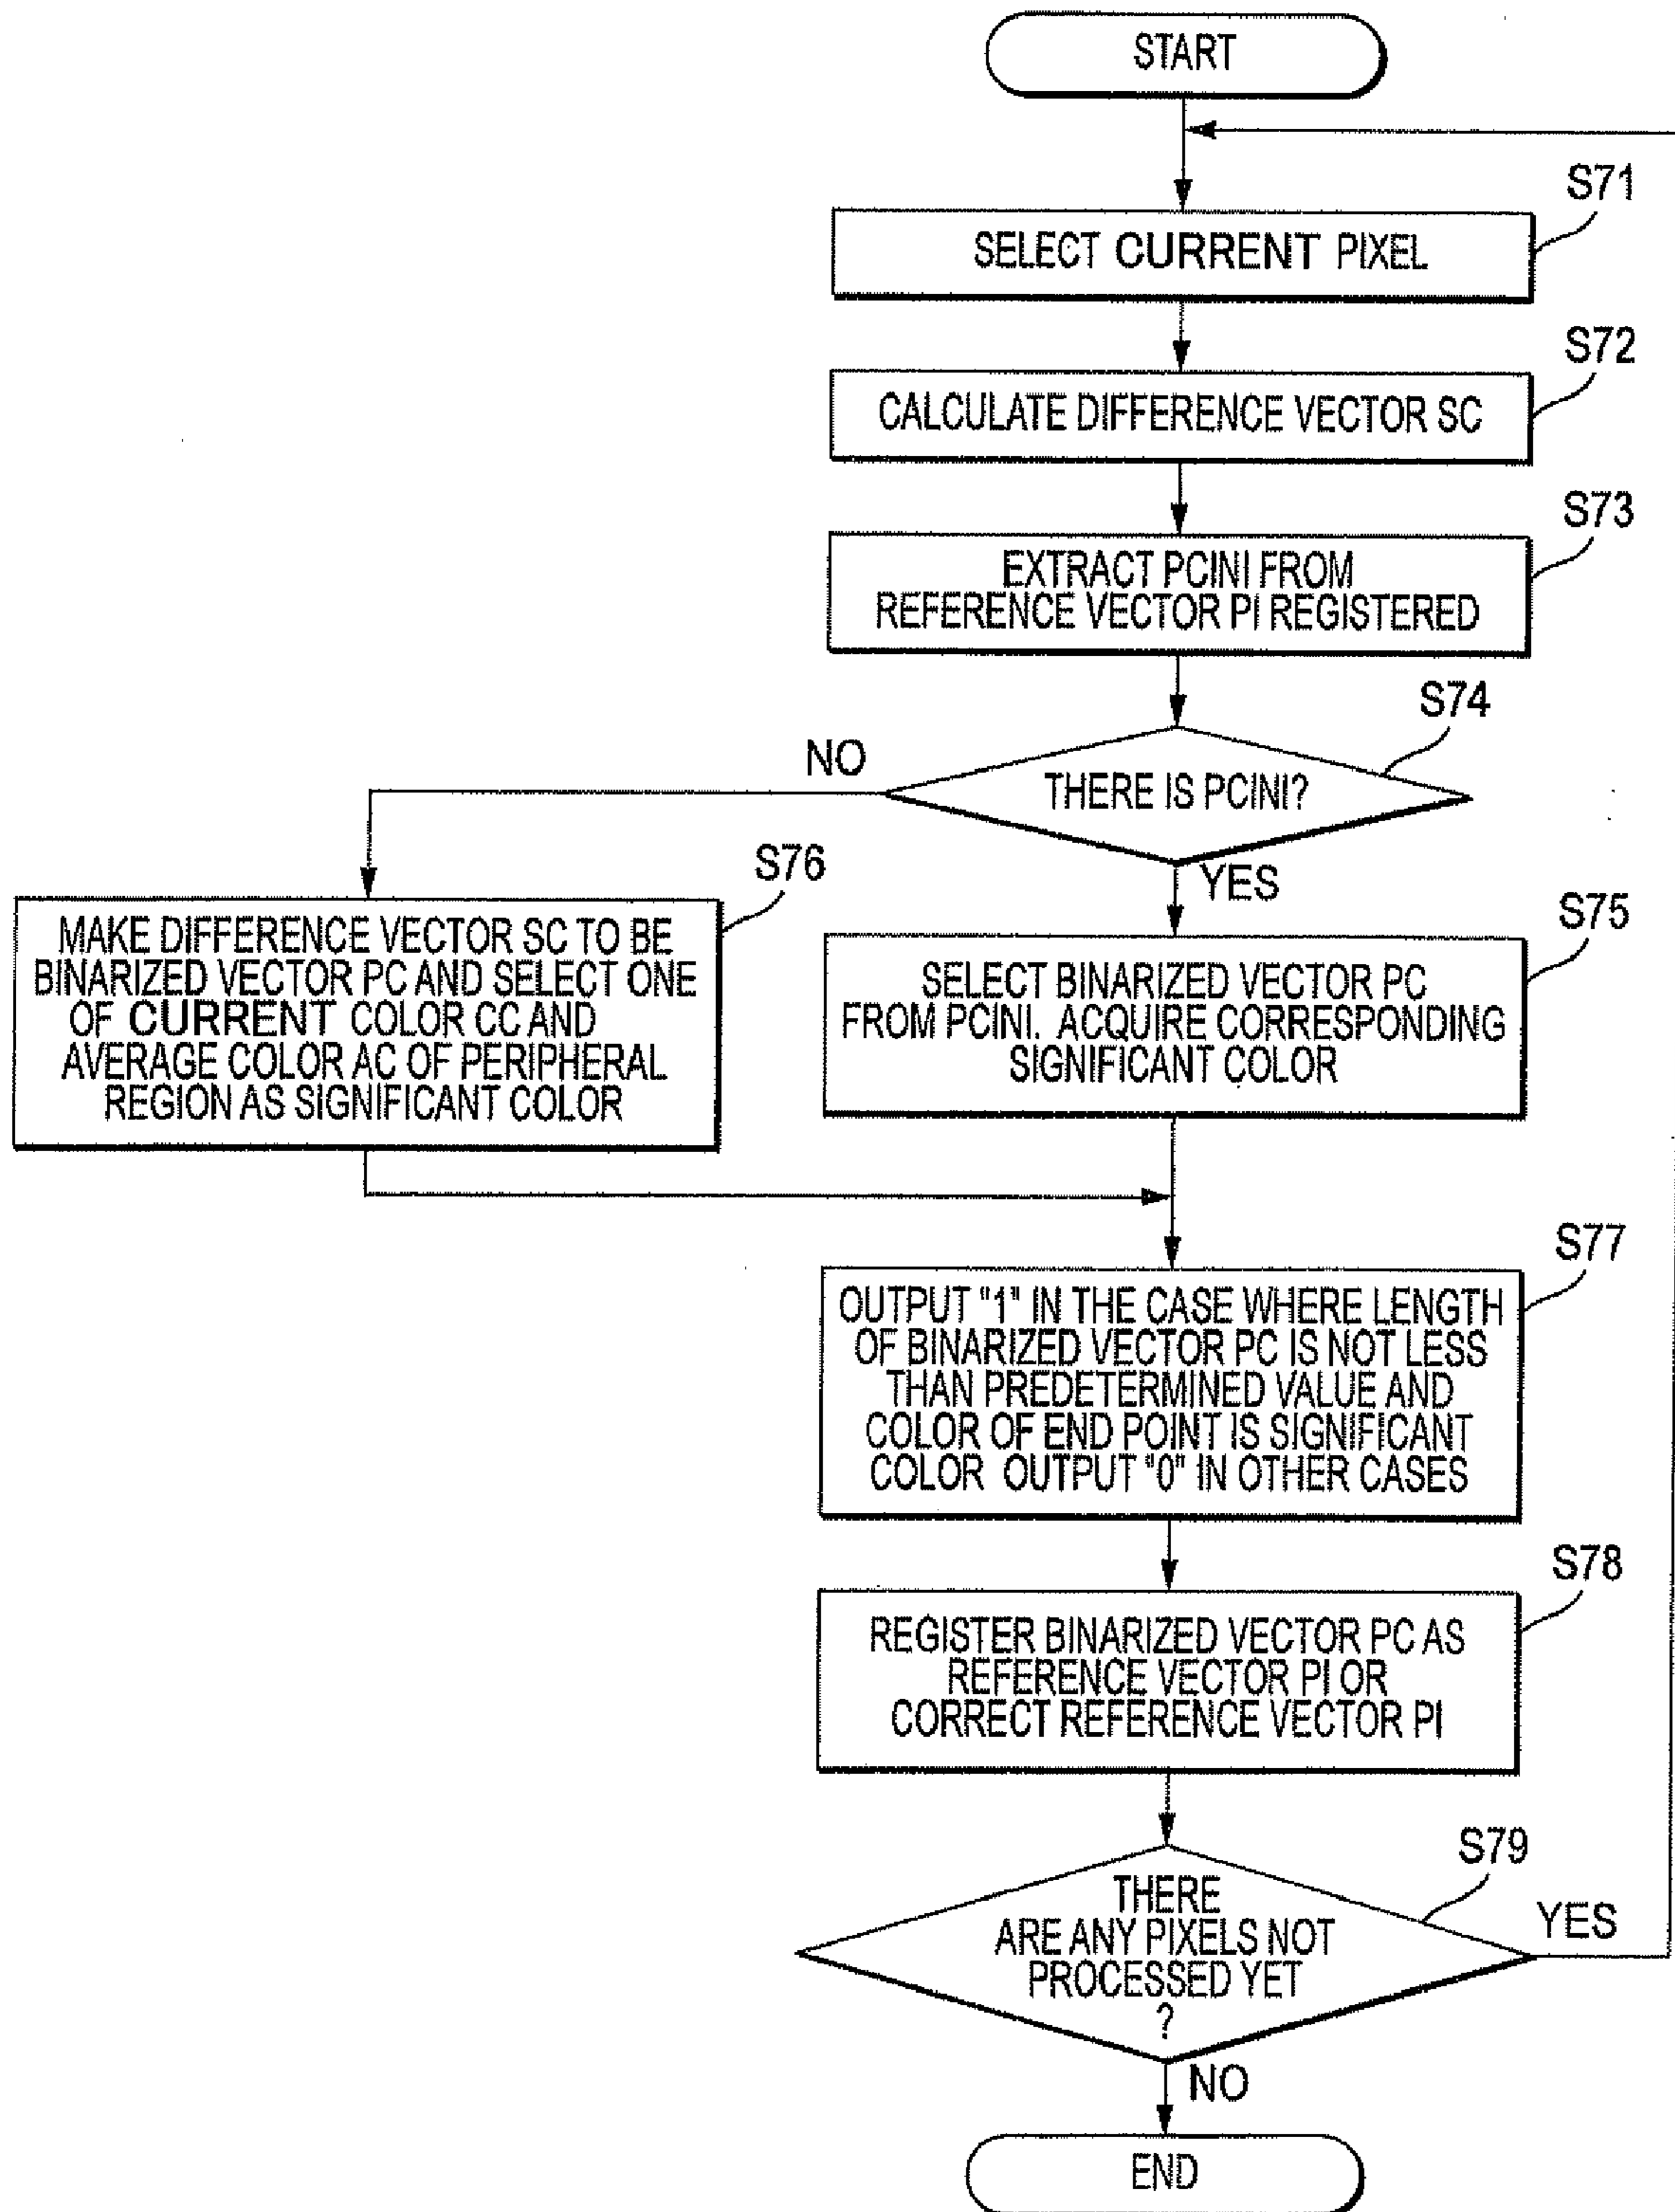 START
S71
SELECT CURRENT PIXEL
S72
CALCULATE DIFFERENCE VECTOR SC
S73
EXTRACT PCINI FROM
REFERENCE VECTOR PI REGISTERED
S74
NO
THERE IS PCINI?
YES
S76
MAKE DIFFERENCE VECTOR SC TO BE
BINARIZED VECTOR PC AND SELECT ONE
OF CURRENT COLOR CC AND
AVERAGE COLOR AC OF PERIPHERAL
REGION AS SIGNIFICANT COLOR
S75
SELECT BINARIZED VECTOR PC
FROM PCINI. ACQUIRE CORRESPONDING
SIGNIFICANT COLOR
S77
OUTPUT "1" IN THE CASE WHERE LENGTH
OF BINARIZED VECTOR PC IS NOT LESS
THAN PREDETERMINED VALUE AND
COLOR OF END POINT IS SIGNIFICANT
COLOR OUTPUT "0" IN OTHER CASES
S78
REGISTER BINARIZED VECTOR PC AS
REFERENCE VECTOR PI OR
CORRECT REFERENCE VECTOR PI
S79
THERE
ARE ANY PIXELS NOT
PROCESSED YET
?
YES
NO
END